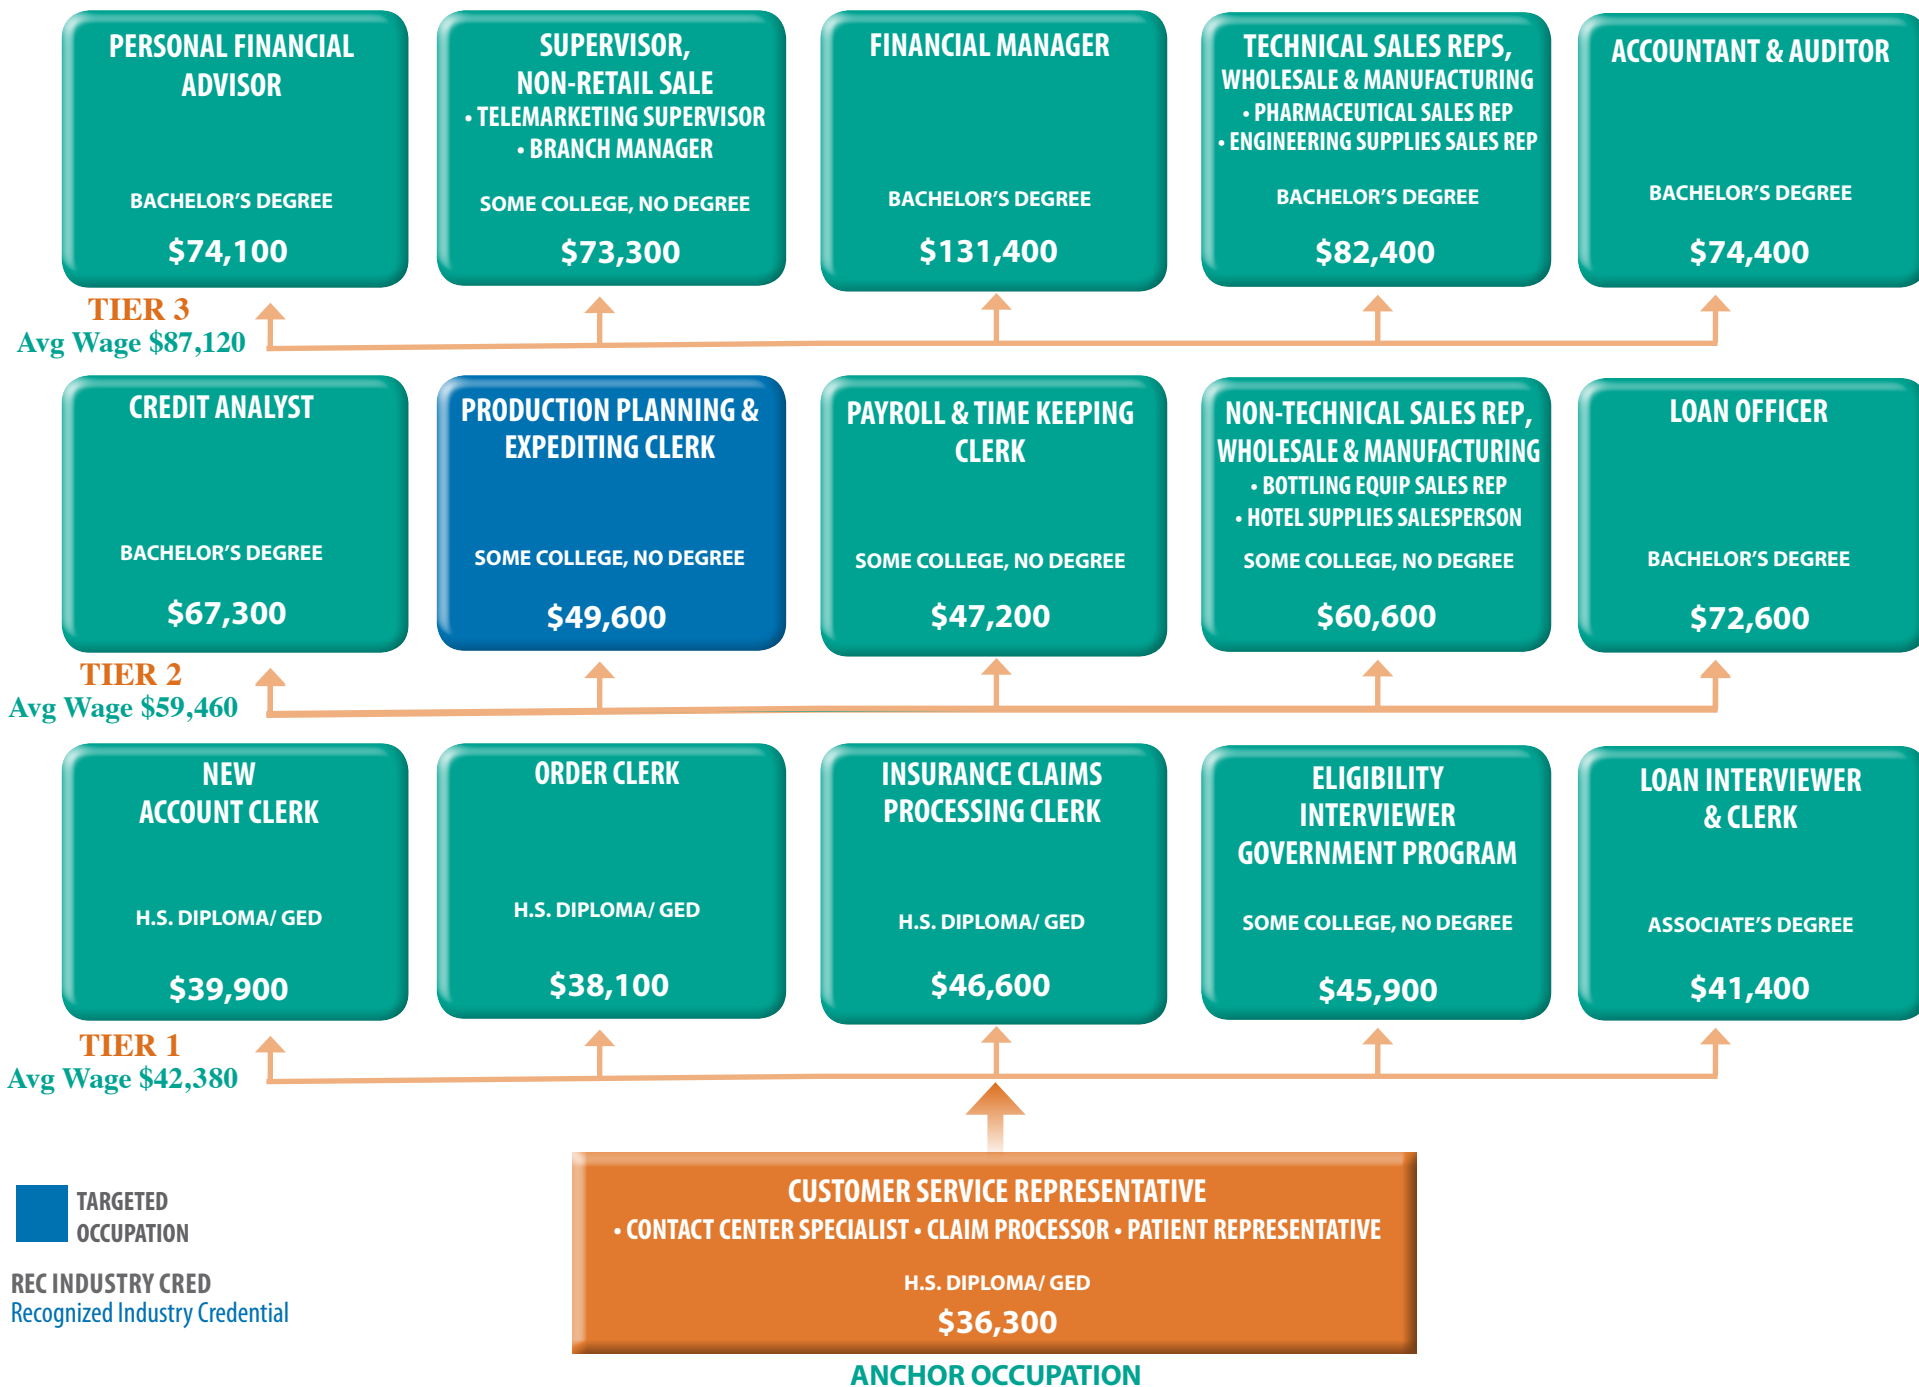 PERSONAL FINANCIAL
ADVISOR
BACHELOR'S DEGREE
$74,100
SUPERVISOR,
NON-RETAIL SALE
• TELEMARKETING SUPERVISOR
• BRANCH MANAGER
SOME COLLEGE, NO DEGREE
$73,300
FINANCIAL MANAGER
BACHELOR'S DEGREE
$131,400
TECHNICAL SALES REPS,
WHOLESALE & MANUFACTURING
• PHARMACEUTICAL SALES REP
• ENGINEERING SUPPLIES SALES REP
BACHELOR'S DEGREE
$82,400
ACCOUNTANT & AUDITOR
BACHELOR'S DEGREE
$74,400
TIER 3
Avg Wage $87,120
CREDIT ANALYST
BACHELOR'S DEGREE
$67,300
PRODUCTION PLANNING &
EXPEDITING CLERK
SOME COLLEGE, NO DEGREE
$49,600
PAYROLL & TIME KEEPING
CLERK
SOME COLLEGE, NO DEGREE
$47,200
NON-TECHNICAL SALES REP,
WHOLESALE & MANUFACTURING
• BOTTLING EQUIP SALES REP
• HOTEL SUPPLIES SALESPERSON
SOME COLLEGE, NO DEGREE
$60,600
LOAN OFFICER
BACHELOR'S DEGREE
$72,600
TIER 2
Avg Wage $59,460
NEW
ACCOUNT CLERK
H.S. DIPLOMA/ GED
$39,900
ORDER CLERK
H.S. DIPLOMA/ GED
$38,100
INSURANCE CLAIMS
PROCESSING CLERK
H.S. DIPLOMA/ GED
$46,600
ELIGIBILITY
INTERVIEWER
GOVERNMENT PROGRAM
SOME COLLEGE, NO DEGREE
$45,900
LOAN INTERVIEWER
& CLERK
ASSOCIATE'S DEGREE
$41,400
TIER 1
Avg Wage $42,380
CUSTOMER SERVICE REPRESENTATIVE
• CONTACT CENTER SPECIALIST • CLAIM PROCESSOR • PATIENT REPRESENTATIVE
H.S. DIPLOMA/ GED
$36,300
ANCHOR OCCUPATION
TARGETED
OCCUPATION
REC INDUSTRY CRED
Recognized Industry Credential